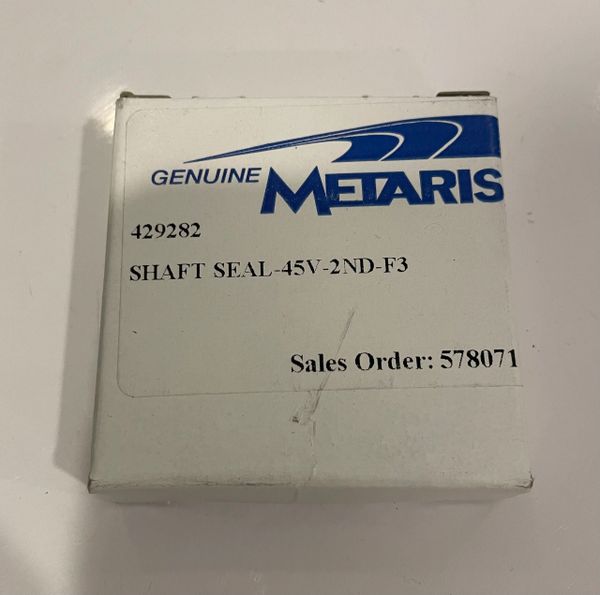 GENUINE METARIS
429282
SHAFT SEAL-45V-2ND-F3
Sales Order: 578071